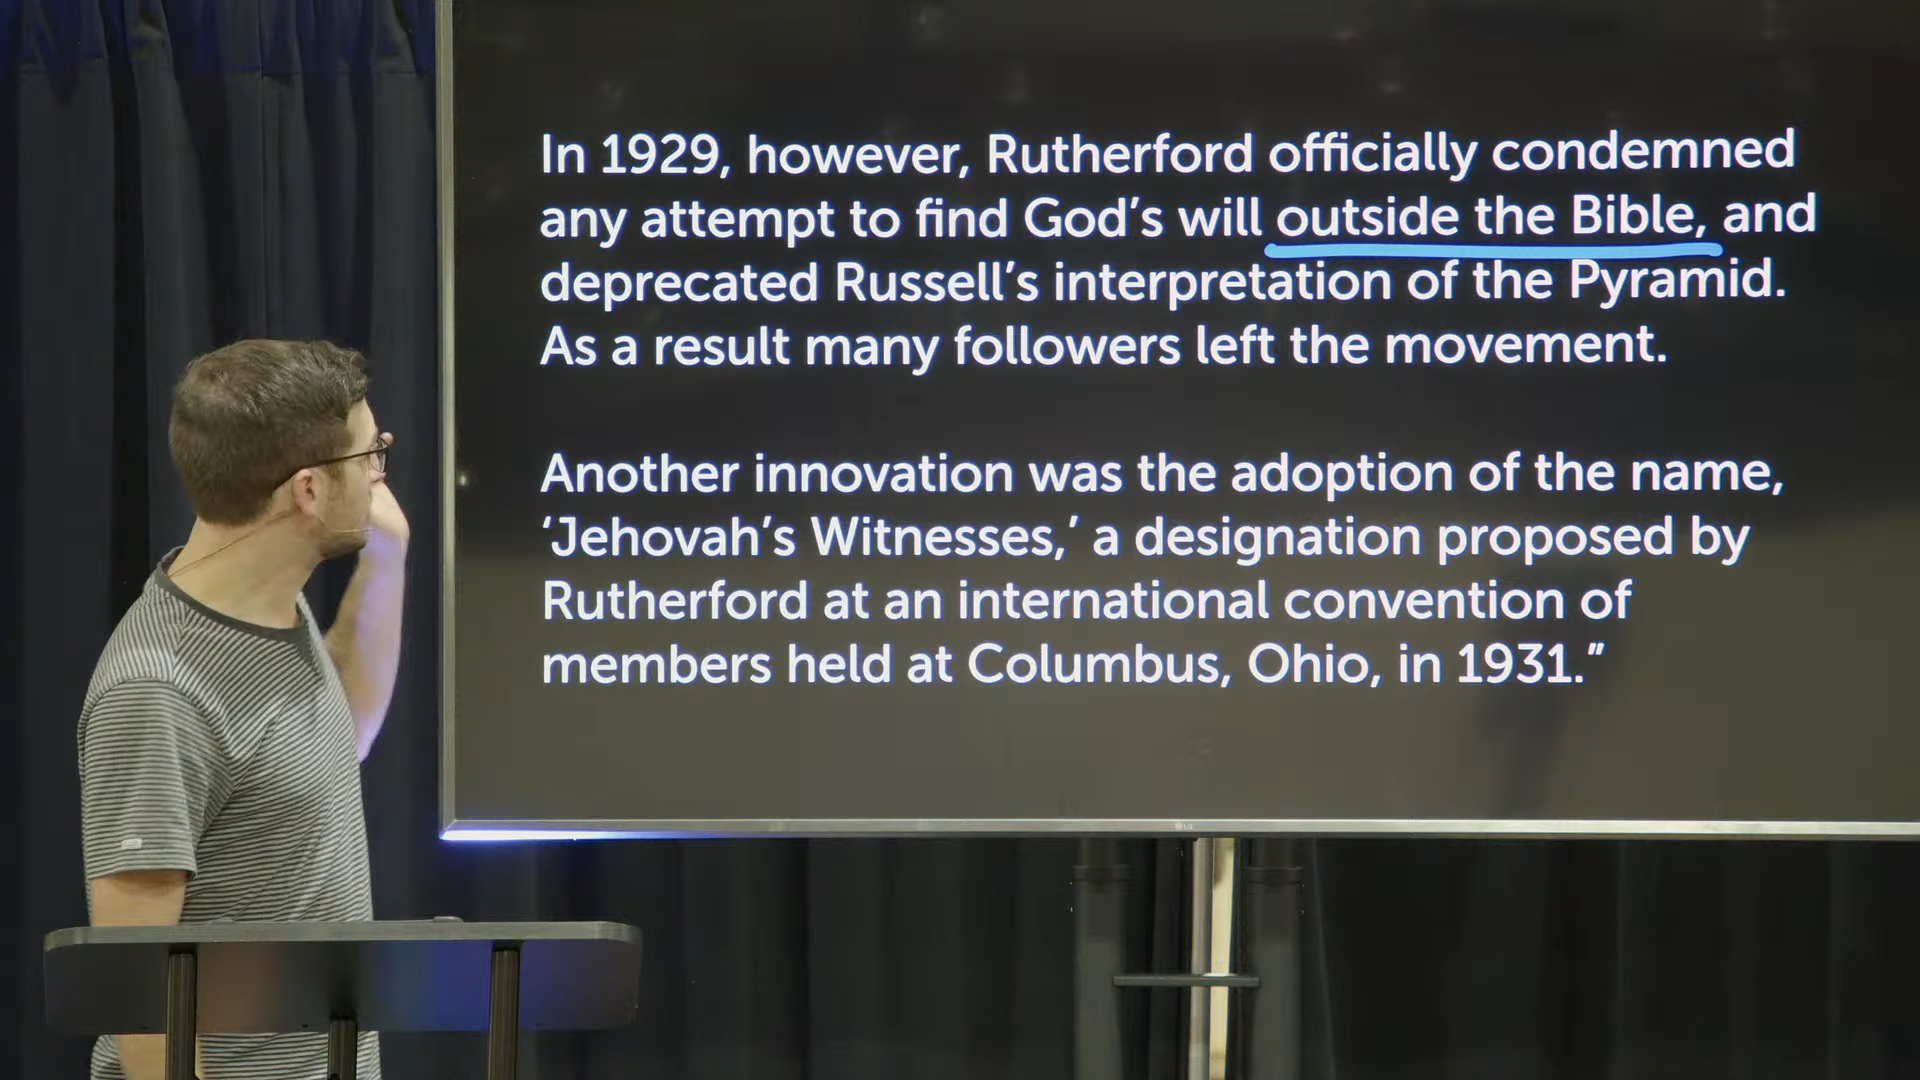 In 1929, however, Rutherford officially condemned
any attempt to find God’s will outside the Bible, and
deprecated Russell’s interpretation of the Pyramid.
As a result many followers left the movement.
Another innovation was the adoption of the name,
‘Jehovah’s Witnesses,’ a designation proposed by
Rutherford at an international convention of
members held at Columbus, Ohio, in 1931.”
LG